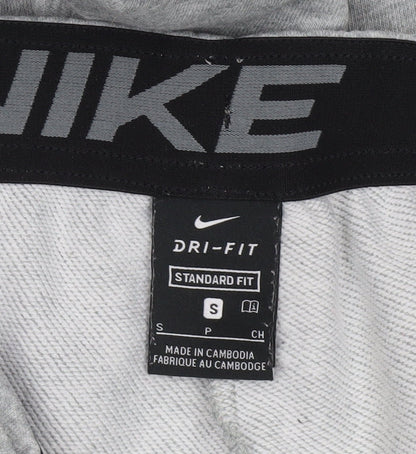 NIKE
DRI-FIT
STANDARD FIT
S
S P CH
MADE IN CAMBODIA
FABRIQUE AU CAMBODGE